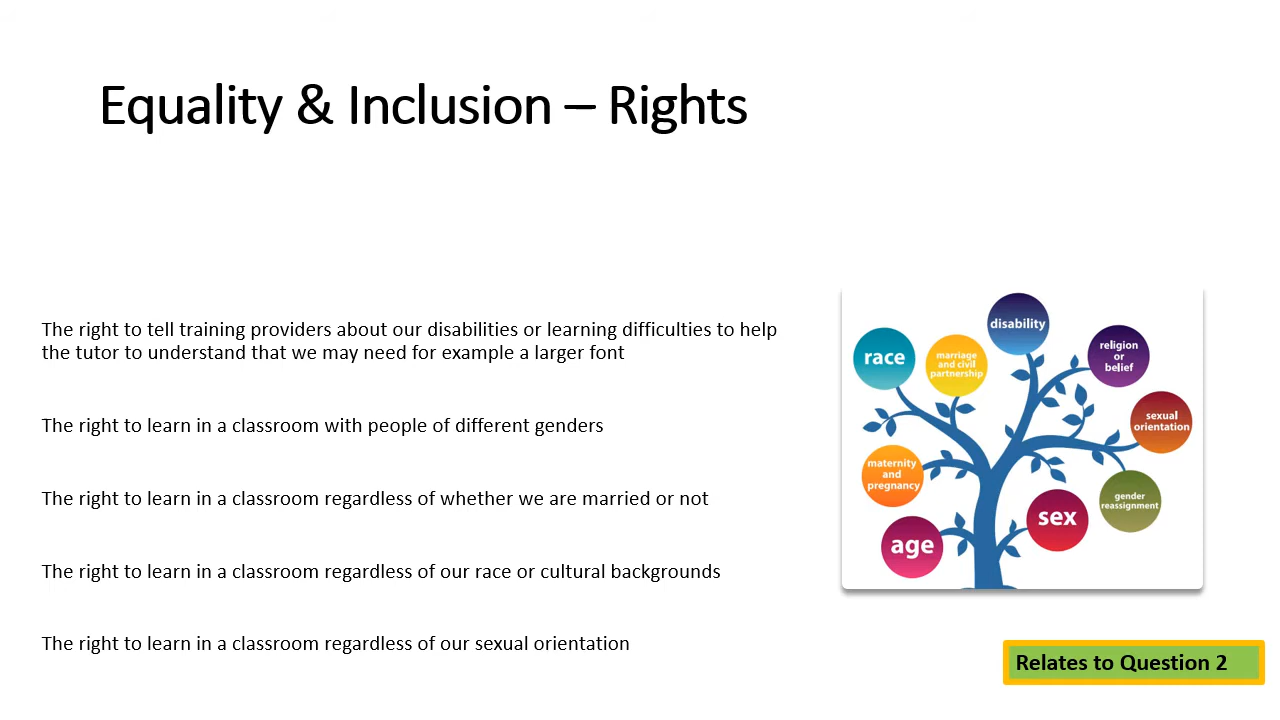 Equality & Inclusion – Rights
The right to tell training providers about our disabilities or learning difficulties to help
the tutor to understand that we may need for example a larger font
The right to learn in a classroom with people of different genders
The right to learn in a classroom regardless of whether we are married or not
The right to learn in a classroom regardless of our race or cultural backgrounds
The right to learn in a classroom regardless of our sexual orientation
disability
race
marriage
and civil
partnership
religion
or
belief
sexual
orientation
maternity
and
pregnancy
gender
reassignment
sex
age
Relates to Question 2